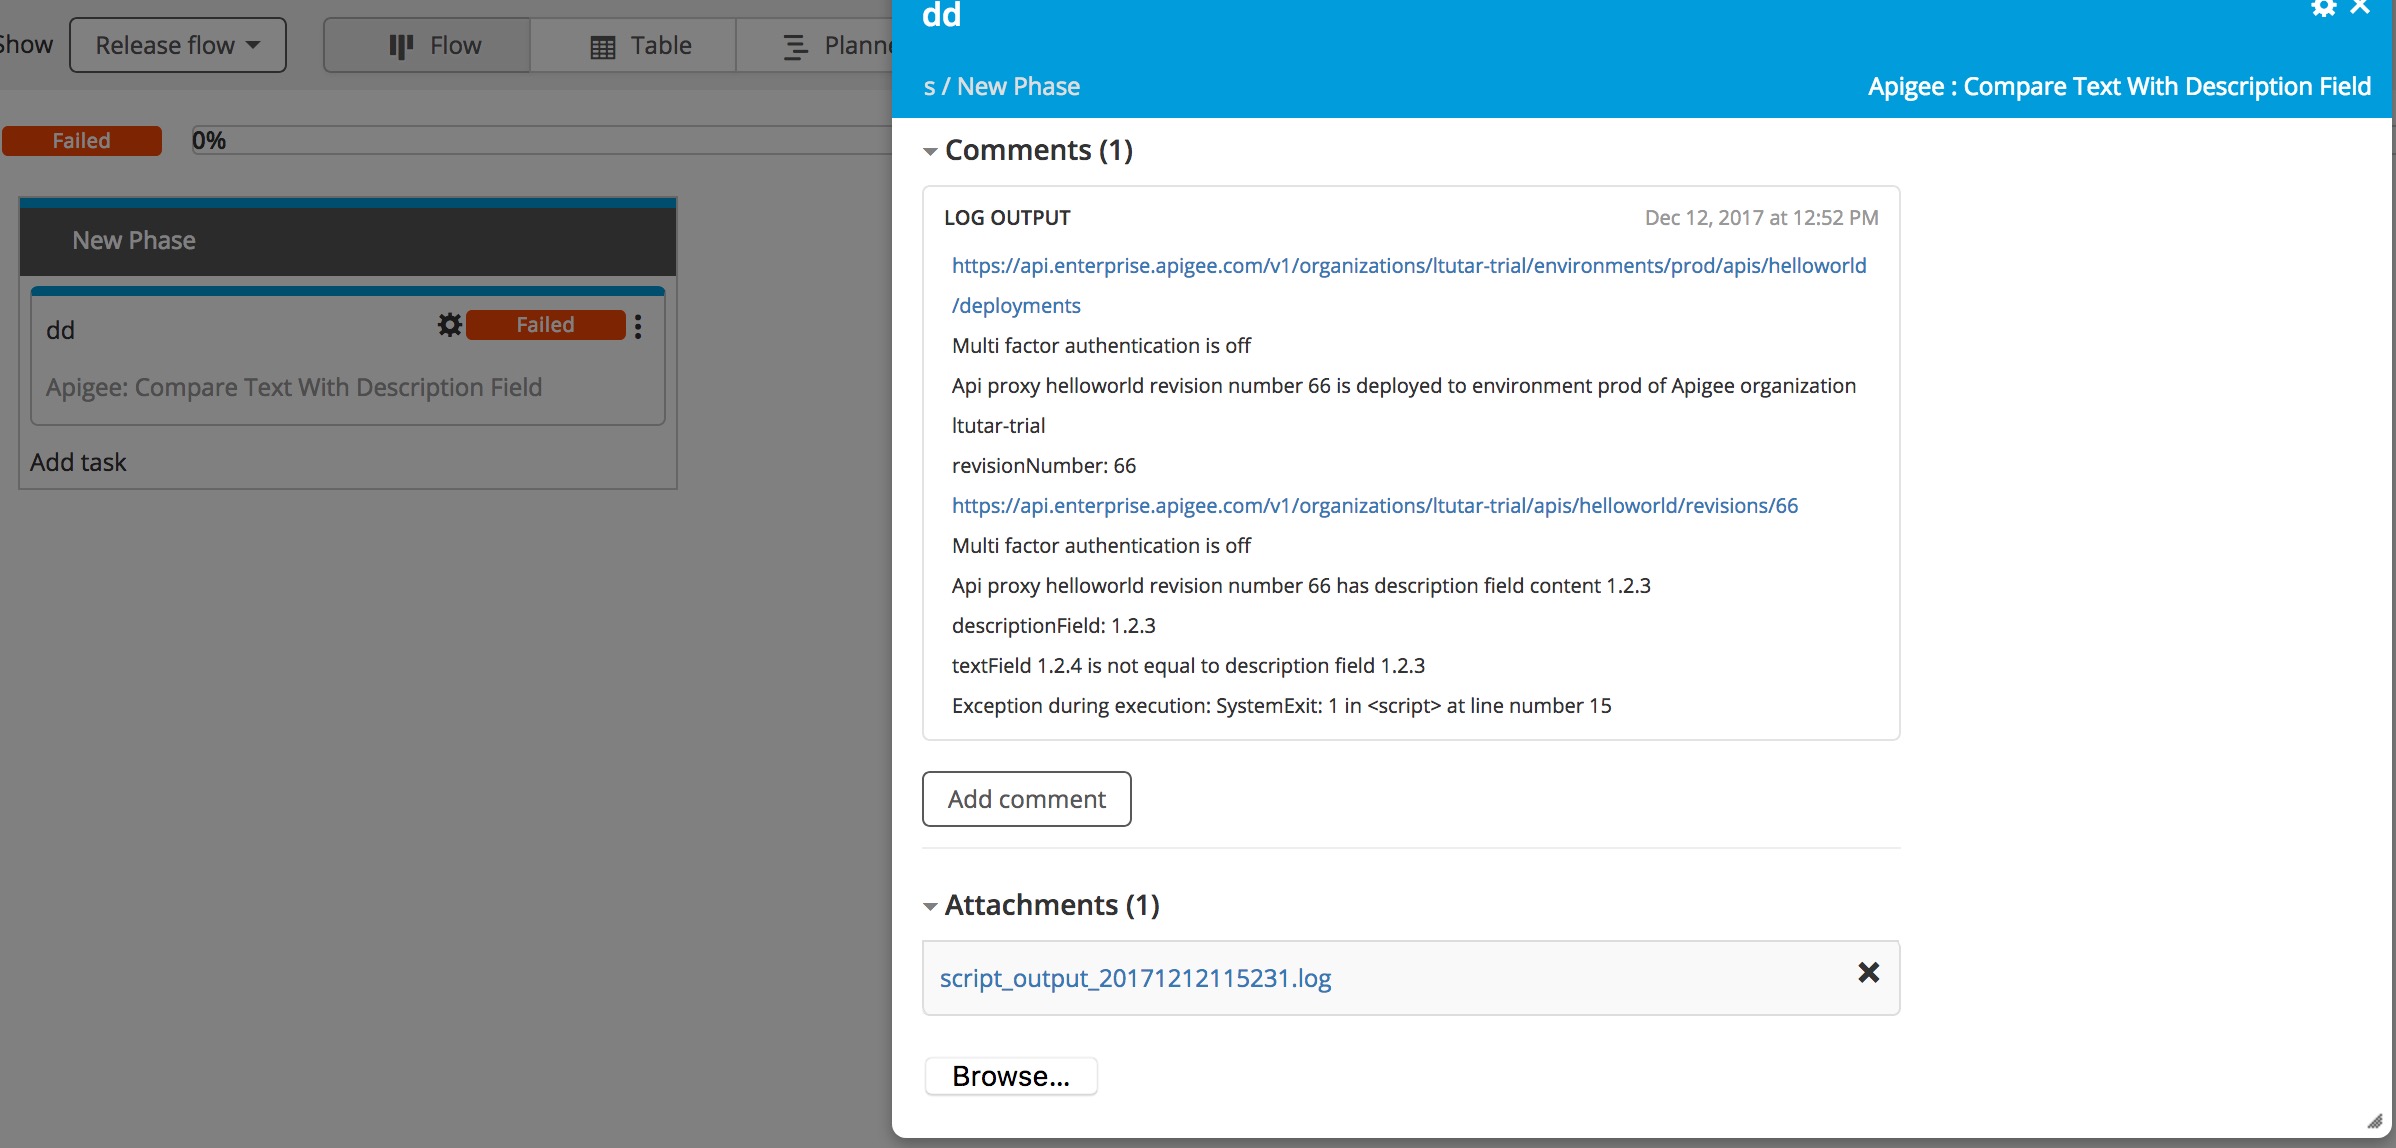 Show
Release flow
Flow
Table
Failed
0%
New Phase
dd
Failed
Apigee: Compare Text With Description Field
Add task
dd
s / New Phase
Apigee : Compare Text With Description Field
Comments (1)
LOG OUTPUT
Dec 12, 2017 at 12:52 PM
https://api.enterprise.apigee.com/v1/organizations/ltutar-trial/environments/prod/apis/helloworld
/deployments
Multi factor authentication is off
Api proxy helloworld revision number 66 is deployed to environment prod of Apigee organization
ltutar-trial
revisionNumber: 66
https://api.enterprise.apigee.com/v1/organizations/ltutar-trial/apis/helloworld/revisions/66
Multi factor authentication is off
Api proxy helloworld revision number 66 has description field content 1.2.3
descriptionField: 1.2.3
textField 1.2.4 is not equal to description field 1.2.3
Exception during execution: SystemExit: 1 in <script> at line number 15
Add comment
Attachments (1)
script_output_20171212115231.log
Browse...